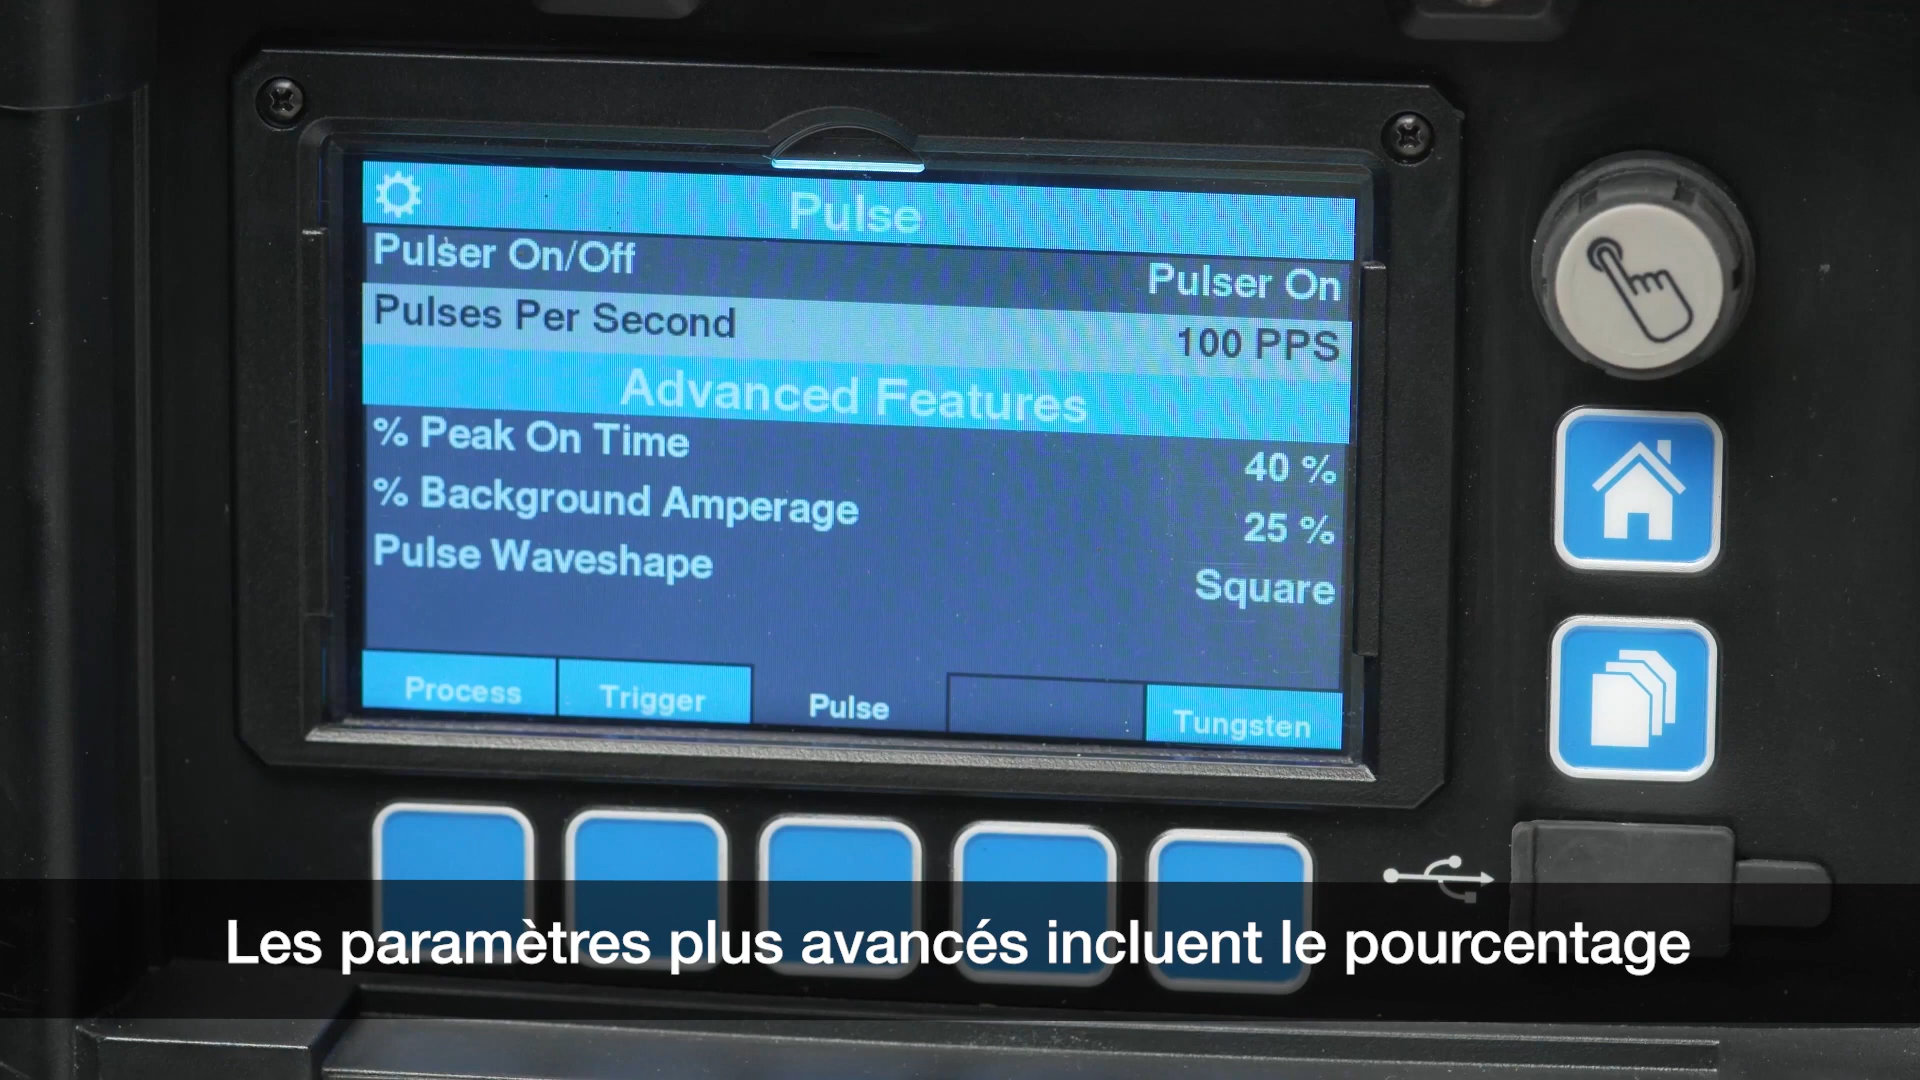 Pulse
Pulser On/Off Pulser On
Pulses Per Second 100 PPS
Advanced Features
% Peak On Time 40 %
% Background Amperage 25 %
Pulse Waveshape Square
Process Trigger Pulse Tungsten
Les paramètres plus avancés incluent le pourcentage